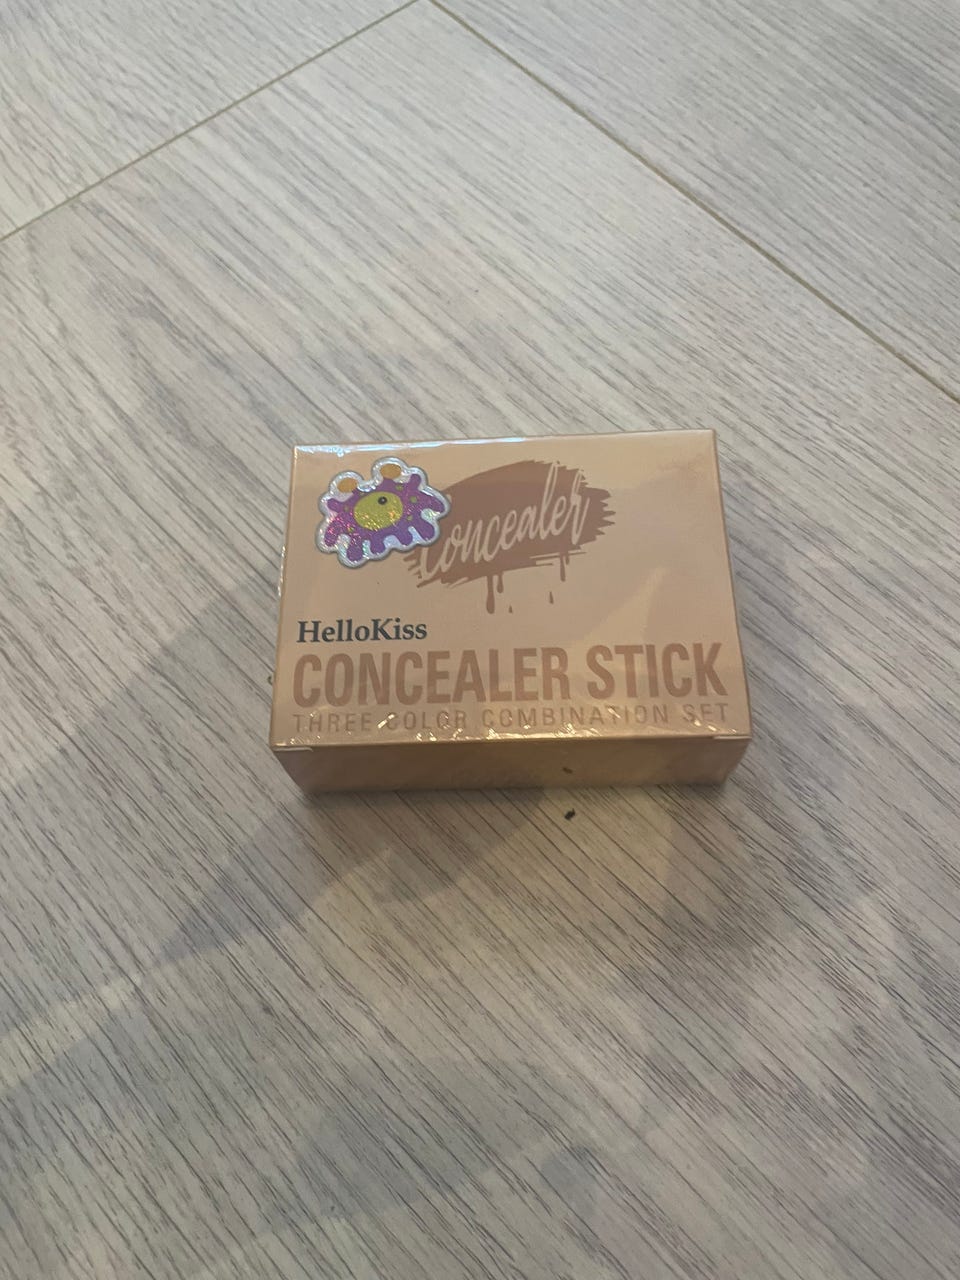 Concealer
HelloKiss
CONCEALER STICK
THREE COLOR COMBINATION SET